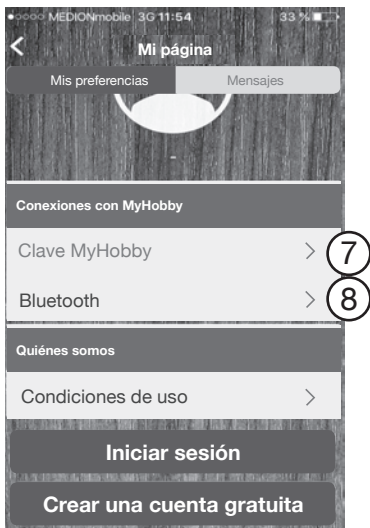 MEDIONmobile 3G 11:54 33 %
Mi página
Mis preferencias Mensajes
Conexiones con MyHobby
Clave MyHobby 7
Bluetooth 8
Quiénes somos
Condiciones de uso
Iniciar sesión
Crear una cuenta gratuita